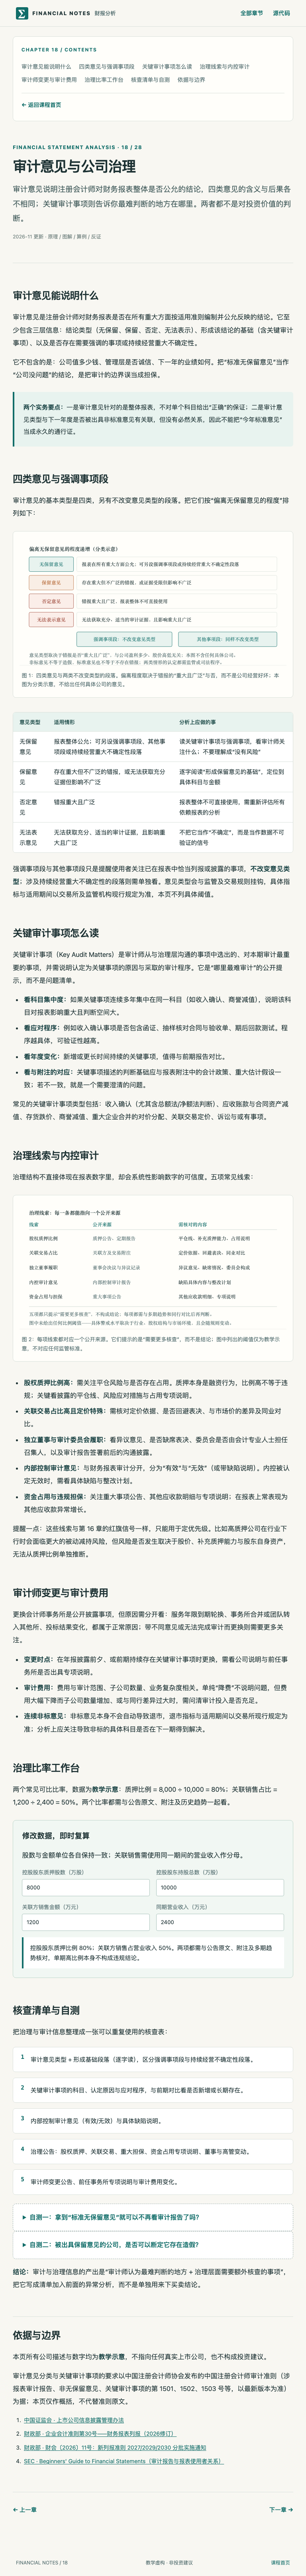 FINANCIAL NOTES 财报分析
全部章节 源代码
CHAPTER 18 / CONTENTS
审计意见能说明什么 四类意见与强调事项段 关键审计事项怎么读 治理线索与内控审计
审计师变更与审计费用 治理比率工作台 核查清单与自测 依据与边界
← 返回课程首页
FINANCIAL STATEMENT ANALYSIS · 18 / 28
审计意见与公司治理
审计意见说明注册会计师对财务报表整体是否公允的结论，四类意见的含义与后果各
不相同；关键审计事项则告诉你最难判断的地方在哪里。两者都不是对投资价值的判
断。
2026-11 更新 · 原理 / 图解 / 算例 / 反证
审计意见能说明什么
审计意见是注册会计师对财务报表是否在所有重大方面按适用准则编制并公允反映的结论。它至
少包含三层信息：结论类型（无保留、保留、否定、无法表示）、形成该结论的基础（含关键审计
事项）、以及是否存在需要强调的事项或持续经营重大不确定性。
它不包含的是：公司值多少钱、管理层是否诚信、下一年的业绩如何。把“标准无保留意见”当作
“公司没问题”的结论，是把审计的边界误当成担保。
两个实务要点：一是审计意见针对的是整体报表，不对单个科目给出“正确”的保证；二是审计意
见类型与下一年度是否被出具非标准意见有关联，但没有必然关系，因此不能把“今年标准意见”
当成永久的通行证。
四类意见与强调事项段
审计意见的基本类型是四类，另有不改变意见类型的段落。把它们按“偏离无保留意见的程度”排
列如下：
偏离无保留意见的程度递增（分类示意）
无保留意见 报表在所有重大方面公允；可另设强调事项段或持续经营重大不确定性段落
保留意见 存在重大但不广泛的错报，或证据受限但影响不广泛
否定意见 错报重大且广泛，报表整体不可直接使用
无法表示意见 无法获取充分、适当的审计证据，且影响重大且广泛
强调事项段：不改变意见类型 其他事项段：同样不改变类型
图 1：四类意见与两类不改变类型的段落。偏离程度取决于错报的“重大且广泛”与否，而不是公司经营好坏；本
图为分类示意，不给出任何具体公司的意见。
意见类型 适用情形 分析上应做的事
无保留意见 报表整体公允；可另设强调事项段、其他事项段或持续经营重大不确定性段落 读关键审计事项与强调事项，看审计师关注什么；不要理解成“没有风险”
保留意见 存在重大但不广泛的错报，或无法获取充分证据但影响不广泛 逐字阅读“形成保留意见的基础”，定位到具体科目与金额
否定意见 错报重大且广泛 报表整体不可直接使用，需重新评估所有依赖报表的分析
无法表示意见 无法获取充分、适当的审计证据，且影响重大且广泛 不把它当作“不确定”，而是当作数据不可验证的信号
强调事项段与其他事项段只是提醒使用者关注已在报表中恰当列报或披露的事项，不改变意见类
型；涉及持续经营重大不确定性的段落则需单独看。意见类型会与监管及交易规则挂钩，具体指
标与适用期间以交易所及监管机构现行规定为准，本页不列具体阈值。
关键审计事项怎么读
关键审计事项（Key Audit Matters）是审计师从与治理层沟通的事项中选出的、对本期审计最重
要的事项，并需说明认定为关键事项的原因与采取的审计程序。它是“哪里最难审计”的公开提
示，而不是问题清单。
• 看科目集中度：如果关键事项连续多年集中在同一科目（如收入确认、商誉减值），说明该科
目对报表影响重大且判断空间大。
• 看应对程序：例如收入确认事项是否包含函证、抽样核对合同与验收单、期后回款测试。程
序越具体，可验证性越高。
• 看年度变化：新增或更长时间持续的关键事项，值得与前期报告对比。
• 看与附注的对应：关键事项描述的判断基础应与报表附注中的会计政策、重大估计假设一
致；若不一致，就是一个需要澄清的问题。
常见的关键审计事项类型包括：收入确认（尤其含总额法/净额法判断）、应收账款与合同资产减
值、存货跌价、商誉减值、重大企业合并的对价分配、关联交易定价、诉讼与或有事项。
治理线索与内控审计
治理结构不直接体现在报表数字里，却会系统性影响数字的可信度。五项常见线索：
治理线索：每一条都能指向一个公开来源
线索 公开来源 需核对的内容
股权质押比例 质押公告、定期报告 平仓线、补充质押能力、占用说明
关联交易占比 关联方及交易附注 定价依据、回避表决、同业对比
独立董事履职 董事会决议与异议记录 异议意见、缺席情况、委员会构成
内控审计意见 内部控制审计报告 缺陷具体内容与整改计划
资金占用与担保 重大事项公告 其他应收款明细、专项说明
图 2：每项线索都对应一个公开来源。它们提示的是“需要更多核查”，而不是结论；图中列出的阈值仅为教学示
意，不对应任何监管标准。
• 股权质押比例高：需关注平仓风险与是否存在占用。质押本身是融资行为，比例高不等于违
规；关键看披露的平仓线、风险应对措施与占用专项说明。
• 关联交易占比高且定价特殊：需核对定价依据、是否回避表决、与市场价的差异及同业对
比。
• 独立董事与审计委员会履职：看异议意见、是否缺席表决、委员会是否由会计专业人士担任
召集人，以及审计报告签署前后的沟通披露。
• 内部控制审计意见：与财务报表审计分开，分为“有效”与“无效”（或带缺陷说明）。内控被认
定无效时，需看具体缺陷与整改计划。
• 资金占用与违规担保：关注重大事项公告、其他应收款明细与专项说明；在报表上常表现为
其他应收款异常增长。
提醒一点：这些线索与第 16 章的红旗信号一样，只能用于定优先级。比如高质押公司在行业下
行时会面临更大的被动减持风险，但风险是否发生取决于股价、补充质押能力与股东自身资产，
无法从质押比例单独推断。
审计师变更与审计费用
更换会计师事务所是公开披露事项，但原因需分开看：服务年限到期轮换、事务所合并或团队转
入其他所、投标结果变化，都属于正常原因；带不同意见或无法完成审计而更换则需要更多关
注。
• 变更时点：在年报披露前夕、或前期持续存在关键审计事项时更换，需看公司说明与前任事
务所是否出具专项说明。
• 审计费用：费用与审计范围、子公司数量、业务复杂度相关。单纯“降费”不说明问题，但费
用大幅下降而子公司数量增加、或与同行差异过大时，需问清审计投入是否充足。
• 连续非标意见：非标意见本身不会自动导致退市，退市指标与适用期间以交易所现行规定为
准；分析上应关注导致非标的具体科目是否在下一期得到解决。
治理比率工作台
两个常见可比比率，数据为教学示意：质押比例 = 8,000 ÷ 10,000 = 80%；关联销售占比 =
1,200 ÷ 2,400 = 50%。两个比率都需与公告原文、附注及历史趋势一起看。
修改数据，即时复算
股数与金额单位各自保持一致；关联销售需使用同一期间的营业收入作分母。
控股股东质押股数（万股） 控股股东持股总数（万股）
8000 10000
关联方销售金额（万元） 同期营业收入（万元）
1200 2400
控股股东质押比例 80%；关联方销售占营业收入 50%。两项都需与公告原文、附注及多期趋
势核对，单期高比例本身不构成违规结论。
核查清单与自测
把治理与审计信息整理成一张可以重复使用的核查表：
1 审计意见类型 + 形成基础段落（逐字读），区分强调事项段与持续经营不确定性段落。
2 关键审计事项的科目、认定原因与应对程序，与前期对比看是否新增或长期存在。
3 内部控制审计意见（有效/无效）与具体缺陷说明。
4 治理公告：股权质押、关联交易、重大担保、资金占用专项说明、董事与高管变动。
5 审计师变更公告、前任事务所专项说明与审计费用变化。
▶ 自测一：拿到“标准无保留意见”就可以不再看审计报告了吗？
▶ 自测二：被出具保留意见的公司，是否可以断定它存在造假？
结论：审计与治理信息的产出是“审计师认为最难判断的地方 + 治理层面需要额外核查的事项”，
把它写成清单加入前面的异常分析，而不是单独用来下买卖结论。
依据与边界
本页所有公司描述与数字均为教学示意，不指向任何真实上市公司，也不构成投资建议。
审计意见分类与关键审计事项的要求以中国注册会计师协会发布的中国注册会计师审计准则（涉
报表审计报告、非无保留意见、关键审计事项的第 1501、1502、1503 号等，以最新版本为准）
为据；本页仅作概括，不代替准则原文。
1. 中国证监会 · 上市公司信息披露管理办法
2. 财政部 · 企业会计准则第30号——财务报表列报（2026修订）
3. 财政部 · 财会〔2026〕11号：新列报准则 2027/2029/2030 分批实施通知
4. SEC · Beginners' Guide to Financial Statements（审计报告与报表使用者关系）
← 上一章 下一章 →
FINANCIAL NOTES / 18 教学虚构 · 非投资建议 课程首页